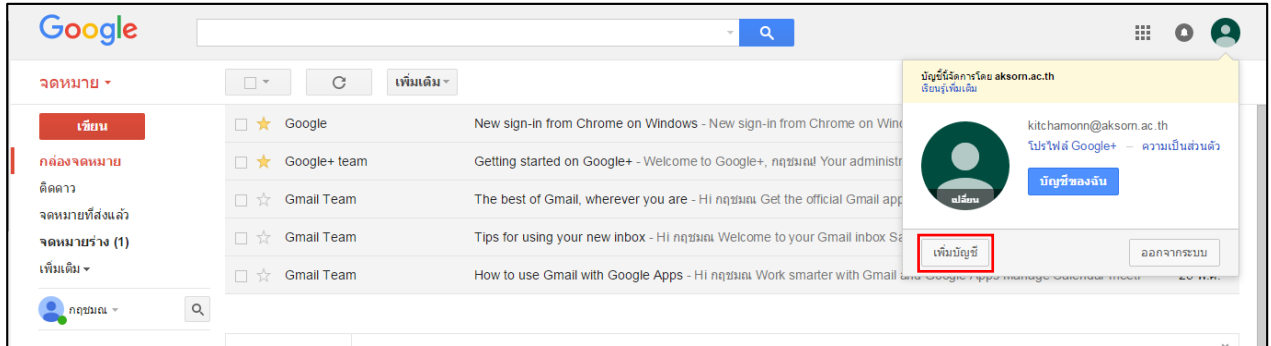 Google
จดหมาย
เพิ่มเติม
บัญชีนี้จัดการโดย aksorn.ac.th
เรียนรู้เพิ่มเติม
kitchamonn@aksorn.ac.th
โปรไฟล์ Google+ – ความเป็นส่วนตัว
บัญชีของฉัน
เปลี่ยน
เพิ่มบัญชี
ออกจากระบบ
เขียน
กล่องจดหมาย
ติดดาว
จดหมายที่ส่งแล้ว
จดหมายร่าง (1)
เพิ่มเติม
กฤชมณ
Google New sign-in from Chrome on Windows - New sign-in from Chrome on
Google+ team Getting started on Google+ - Welcome to Google+, กฤชมณ! Your
Gmail Team The best of Gmail, wherever you are - Hi กฤชมณ Get the official Gmail app
Gmail Team Tips for using your new inbox - Hi กฤชมณ Welcome to your Gmail inbox
Gmail Team How to use Gmail with Google Apps - Hi กฤชมณ Work smarter with Gmail and Google Apps Manage Calendar